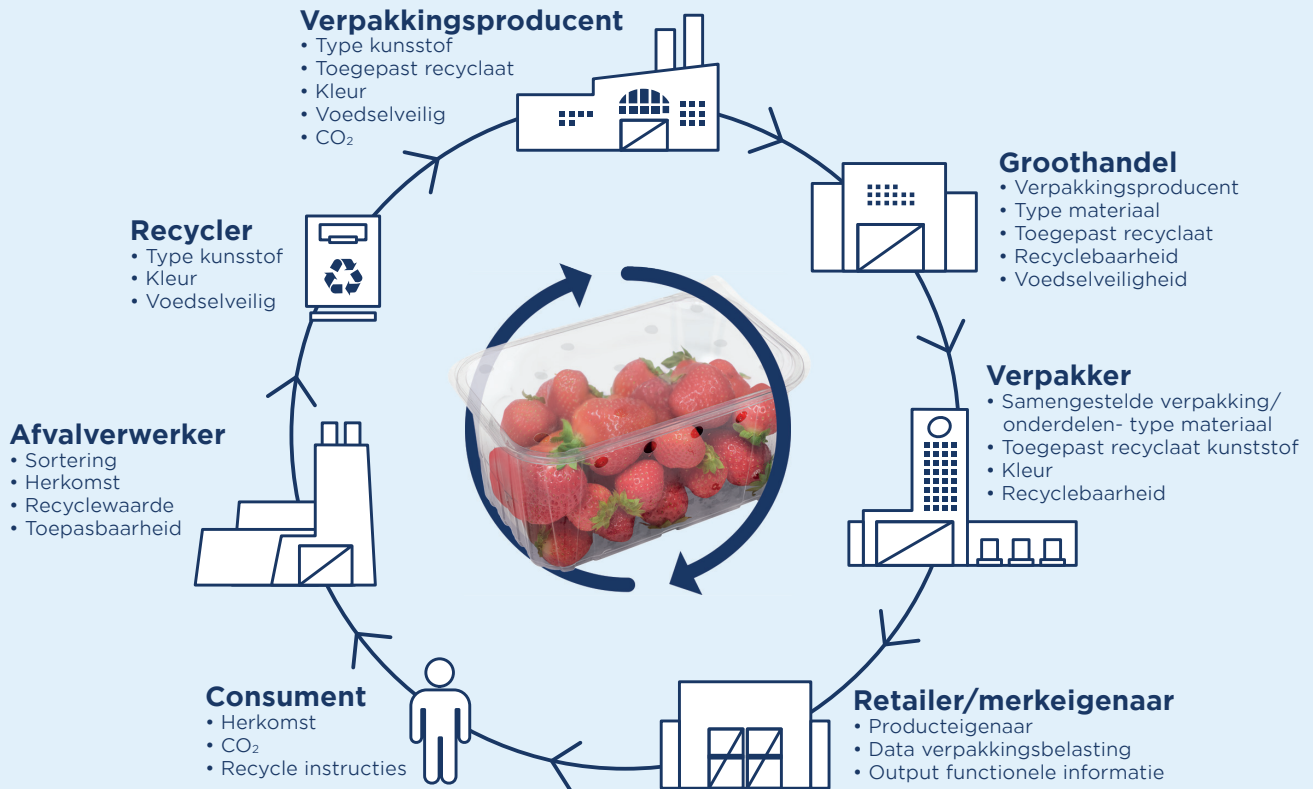 Verpakkingsproducent
• Type kunsstof
• Toegepast recyclaat
• Kleur
• Voedselveilig
• CO₂
Groothandel
• Verpakkingsproducent
• Type materiaal
• Toegepast recyclaat
• Recyclebaarheid
• Voedselveiligheid
Verpakker
• Samengestelde verpakking/
onderdelen- type materiaal
• Toegepast recyclaat kunststof
• Kleur
• Recyclebaarheid
Retailer/merkeigenaar
• Producteigenaar
• Data verpakkingsbelasting
• Output functionele informatie
Consument
• Herkomst
• CO₂
• Recycle instructies
Afvalverwerker
• Sortering
• Herkomst
• Recyclewaarde
• Toepasbaarheid
Recycler
• Type kunsstof
• Kleur
• Voedselveilig